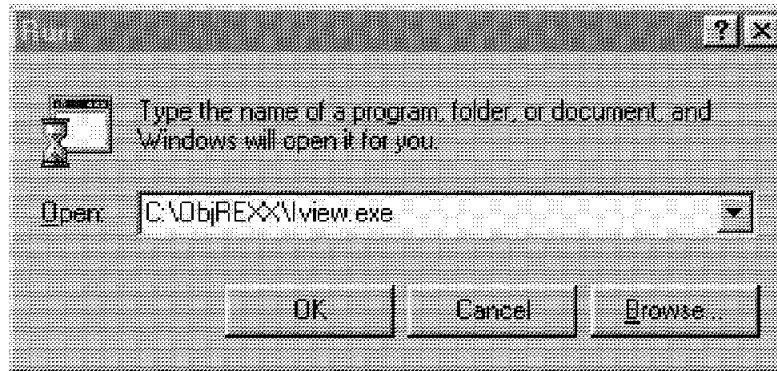 Run
Type the name of a program, folder, or document, and
Windows will open it for you.
Open: C:\ObjREXX\Iview.exe
OK Cancel Browse...